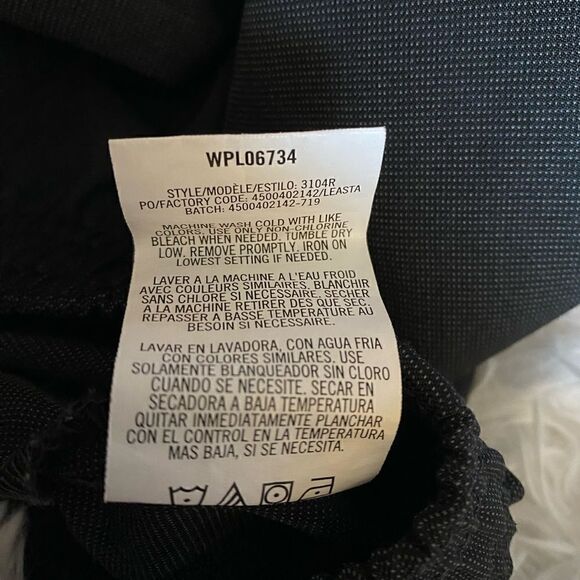 WPL06734
STYLE/MODÈLE/ESTILO: 3104R
PO/FACTORY CODE: 4500402142/LEASTA
BATCH: 4500402142-719
MACHINE WASH COLD WITH LIKE
COLORS. USE ONLY NON-CHLORINE
BLEACH WHEN NEEDED. TUMBLE DRY
LOW. REMOVE PROMPTLY. IRON ON
LOWEST SETTING IF NEEDED.
LAVER A LA MACHINE A L'EAU FROID
AVEC COULEURS SIMILAIRES. BLANCHIR
SANS CHLORE SI NECESSAIRE. SECHER
A LA MACHINE RETIRER DES QUE SEC.
REPASSER A BASSE TEMPERATURE AU
BESOIN SI NECESSAIRE.
LAVAR EN LAVADORA, CON AGUA FRIA
CON COLORES SIMILARES. USE
SOLAMENTE BLANQUEADOR SIN CLORO
CUANDO SE NECESITE. SECAR EN
SECADORA A BAJA TEMPERATURA
QUITAR INMEDIATAMENTE PLANCHAR
CON EL CONTROL EN LA TEMPERATURA
MAS BAJA, SI SE NECESITA.